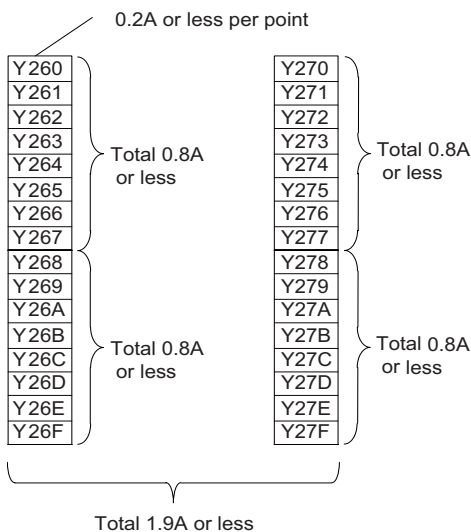 0.2A or less per point
Y260
Y261
Y262
Y263
Y264
Y265
Y266
Y267
Total 0.8A
or less
Y268
Y269
Y26A
Y26B
Y26C
Y26D
Y26E
Y26F
Total 0.8A
or less
Y270
Y271
Y272
Y273
Y274
Y275
Y276
Y277
Total 0.8A
or less
Y278
Y279
Y27A
Y27B
Y27C
Y27D
Y27E
Y27F
Total 0.8A
or less
Total 1.9A or less